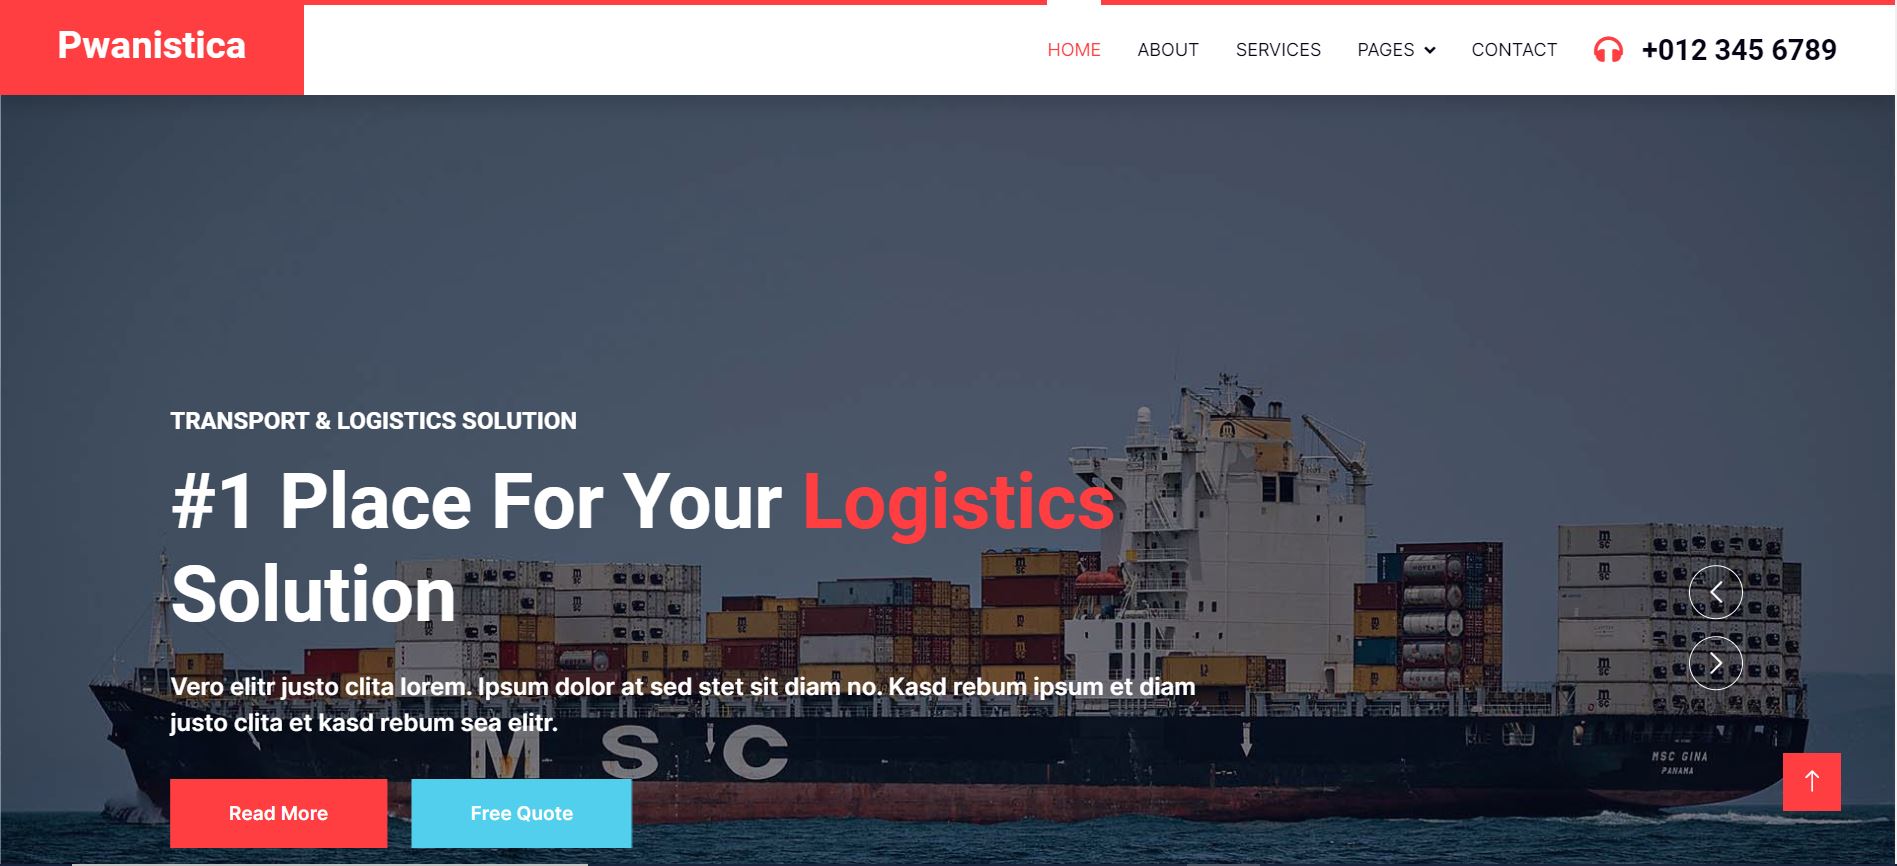 Pwanistica
HOME ABOUT SERVICES PAGES CONTACT +012 345 6789
TRANSPORT & LOGISTICS SOLUTION
#1 Place For Your Logistics
Solution
Vero elitr justo clita lorem. Ipsum dolor at sed stet sit diam no. Kasd rebum ipsum et diam
justo clita et kasd rebum sea elitr.
M S C
MSC GINA
PANAMA
Read More Free Quote